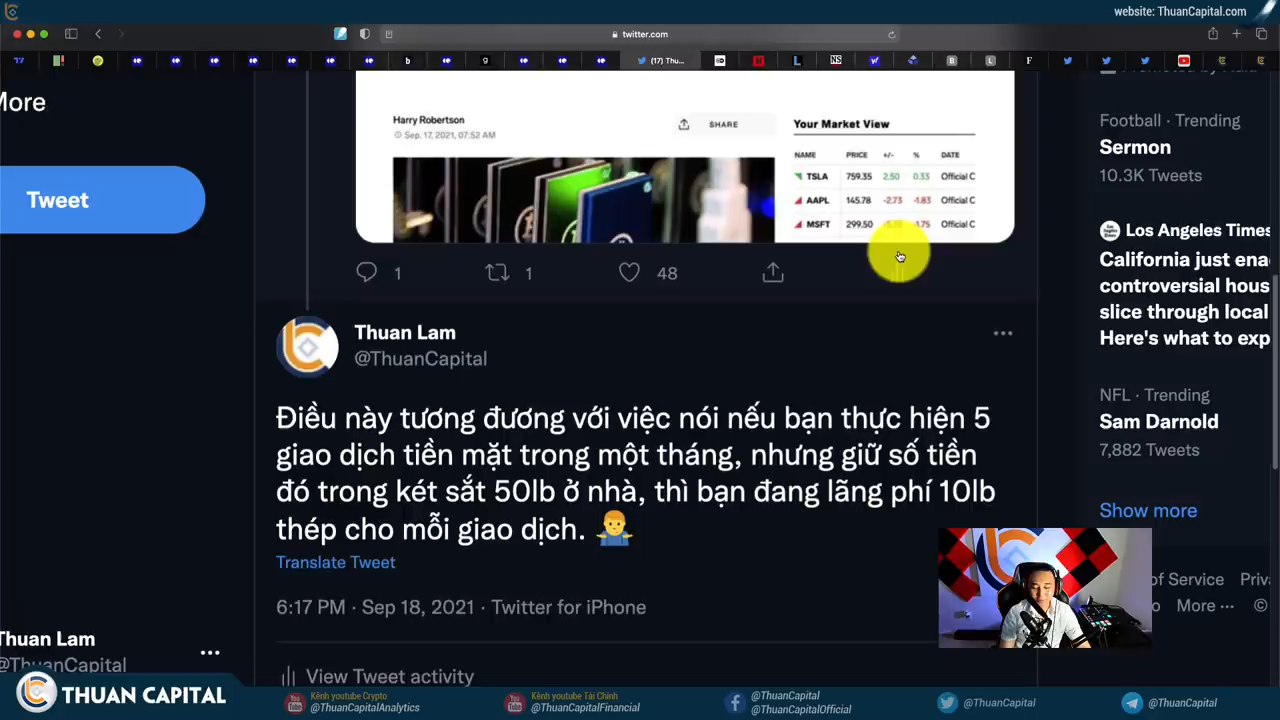 website: ThuanCapital.com
twitter.com
(17) Thu...
More
Tweet
Harry Robertson
Sep. 17, 2021, 07:52 AM
SHARE
Your Market View
NAME PRICE +/- % DATE
TSLA 759.35 2.50 0.33 Official C
AAPL 145.78 -2.73 -1.83 Official C
MSFT 299.50 -1.75 Official C
1 1 48
Thuan Lam
@ThuanCapital
Điều này tương đương với việc nói nếu bạn thực hiện 5
giao dịch tiền mặt trong một tháng, nhưng giữ số tiền
đó trong két sắt 50lb ở nhà, thì bạn đang lãng phí 10lb
thép cho mỗi giao dịch. 🤷‍♂️
Translate Tweet
6:17 PM · Sep 18, 2021 · Twitter for iPhone
View Tweet activity
Football · Trending
Sermon
10.3K Tweets
Los Angeles Times
California just ena
controversial hous
slice through local
Here's what to exp
NFL · Trending
Sam Darnold
7,882 Tweets
Show more
of Service Priva
More ··· ©
Thuan Lam
@ThuanCapital
THUAN CAPITAL
Kênh youtube Crypto
@ThuanCapitalAnalytics
Kênh youtube Tài Chính
@ThuanCapitalFinancial
@ThuanCapital
@ThuanCapitalOfficial
@ThuanCapital
@ThuanCapital